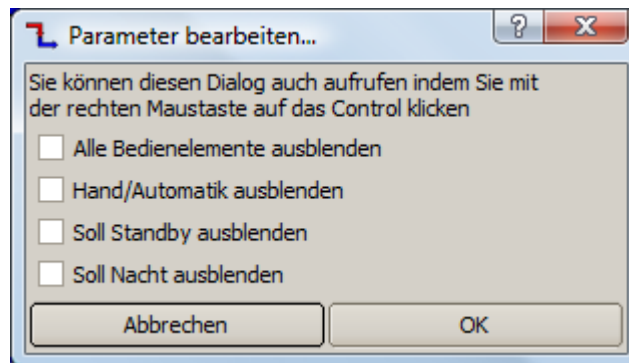 Parameter bearbeiten...
?
Sie können diesen Dialog auch aufrufen indem Sie mit
der rechten Maustaste auf das Control klicken
Alle Bedienelemente ausblenden
Hand/Automatik ausblenden
Soll Standby ausblenden
Soll Nacht ausblenden
Abbrechen OK